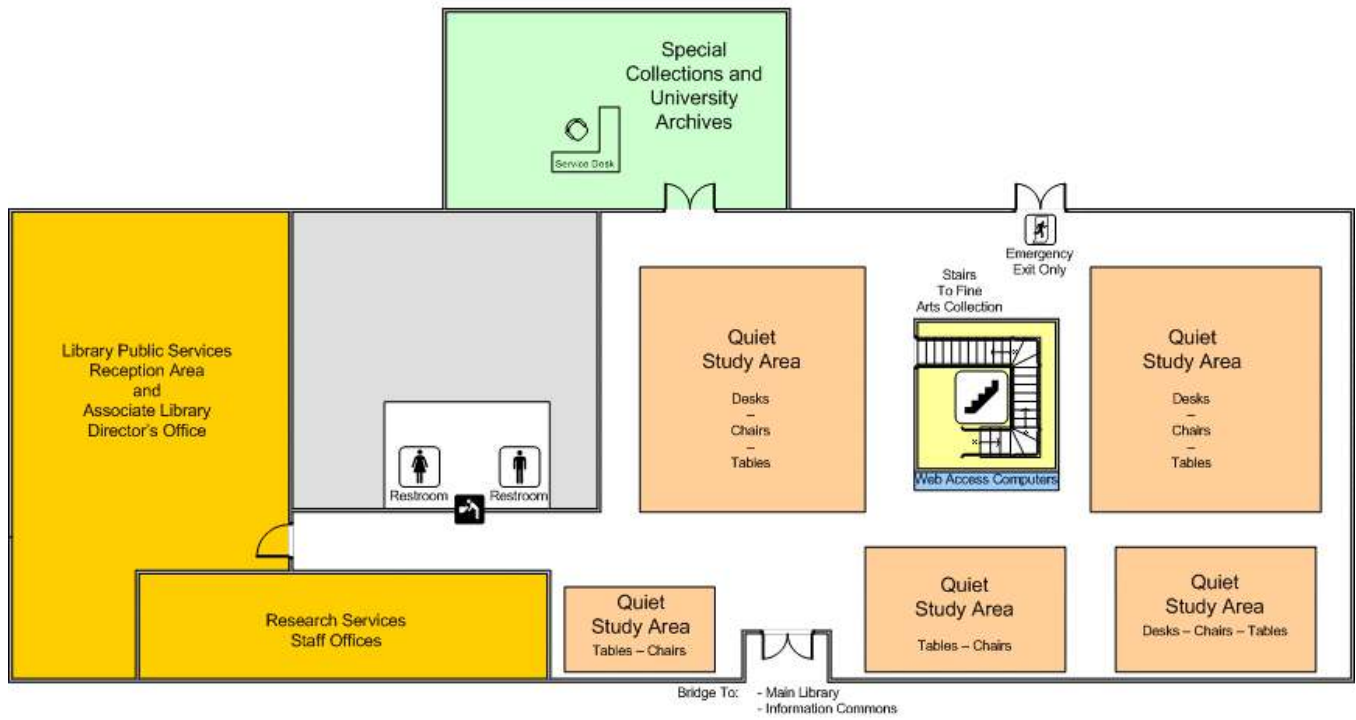 Special
Collections and
University
Archives
Service Desk
Emergency
Exit Only
Stairs
To Fine
Arts Collection
Library Public Services
Reception Area
and
Associate Library
Director's Office
Quiet
Study Area
Desks
–
Chairs
–
Tables
Quiet
Study Area
Desks
–
Chairs
–
Tables
Web Access Computers
Restroom
Restroom
Research Services
Staff Offices
Quiet
Study Area
Tables – Chairs
Quiet
Study Area
Tables – Chairs
Quiet
Study Area
Desks – Chairs – Tables
Bridge To: - Main Library
- Information Commons